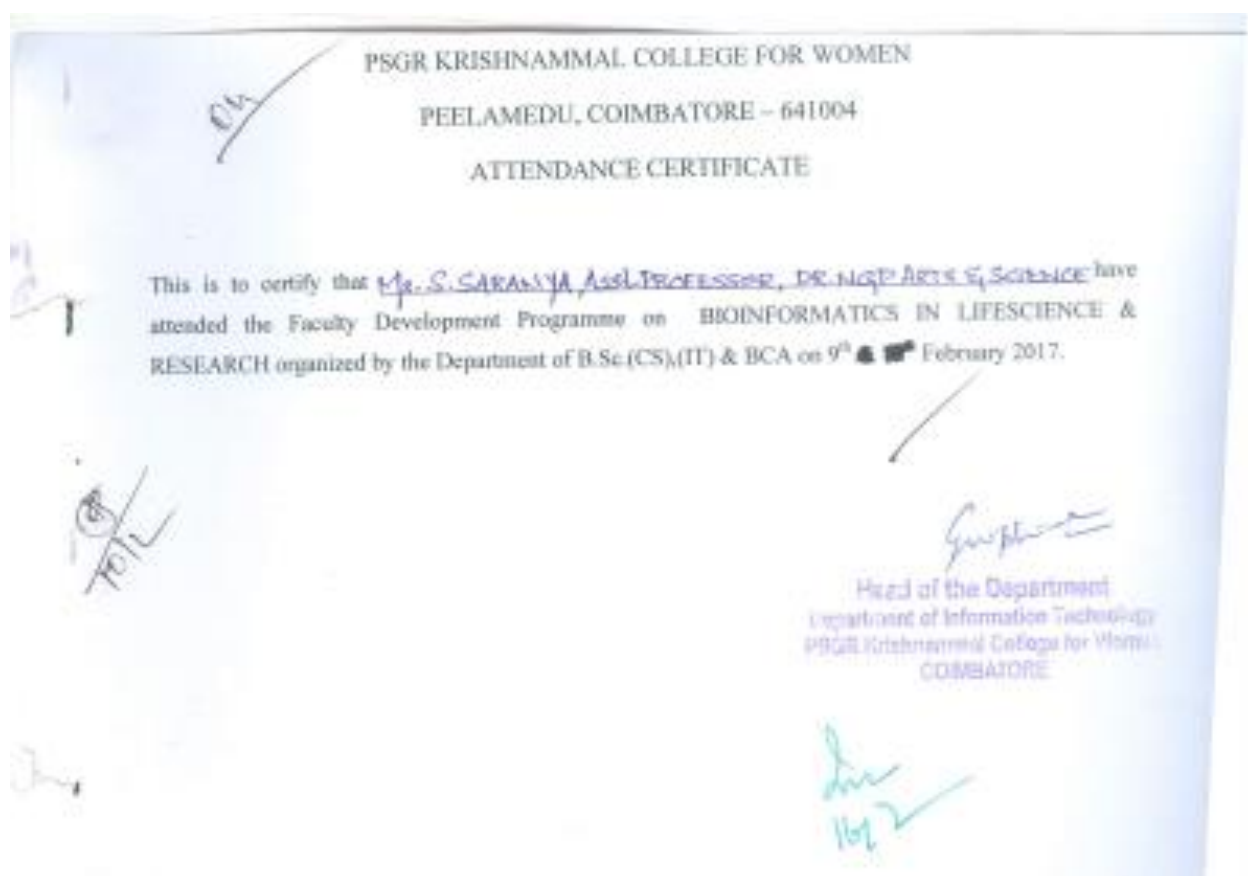 PSGR KRISHNAMMAL COLLEGE FOR WOMEN
PEELAMEDU, COIMBATORE – 641004
ATTENDANCE CERTIFICATE
This is to certify that Ms. S. SARANYA, Asst. PROFESSOR, DR. NGP ARTS & SCIENCE have
attended the Faculty Development Programme on BIOINFORMATICS IN LIFESCIENCE &
RESEARCH organized by the Department of B.Sc.(CS),(IT) & BCA on 9th February 2017.
10/2
Head of the Department
Department of Information Technology
PSGR Krishnammal College for Women
COIMBATORE